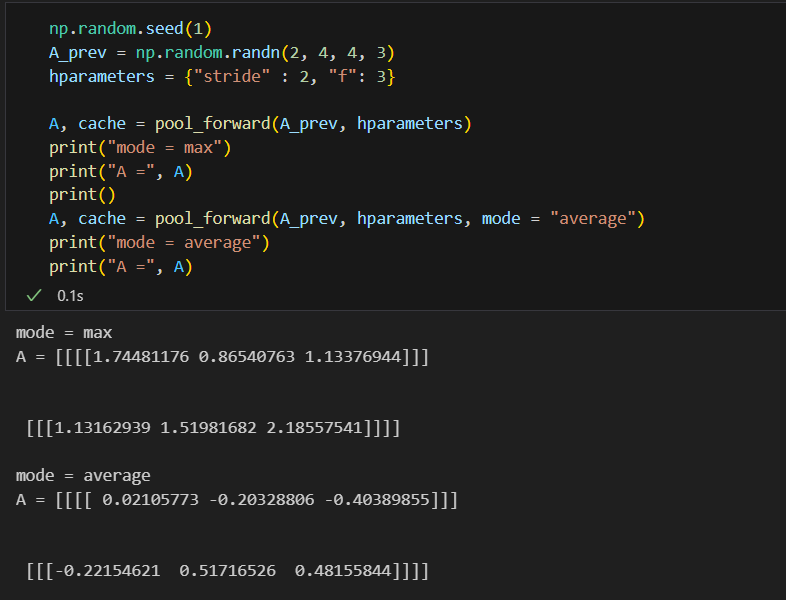 np.random.seed(1)
A_prev = np.random.randn(2, 4, 4, 3)
hparameters = {"stride" : 2, "f": 3}
A, cache = pool_forward(A_prev, hparameters)
print("mode = max")
print("A =", A)
print()
A, cache = pool_forward(A_prev, hparameters, mode = "average")
print("mode = average")
print("A =", A)
0.1s
mode = max
A = [[[[1.74481176 0.86540763 1.13376944]]]
[[[1.13162939 1.51981682 2.18557541]]]]
mode = average
A = [[[[ 0.02105773 -0.20328806 -0.40389855]]]
[[[-0.22154621  0.51716526  0.48155844]]]]